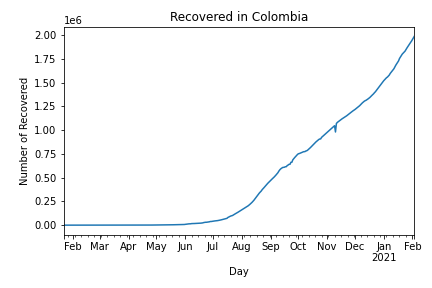 Recovered in Colombia
1e6
2.00
1.75
1.50
1.25
1.00
0.75
0.50
0.25
0.00
Number of Recovered
Feb Mar Apr May Jun Jul Aug Sep Oct Nov Dec Jan Feb
2021
Day